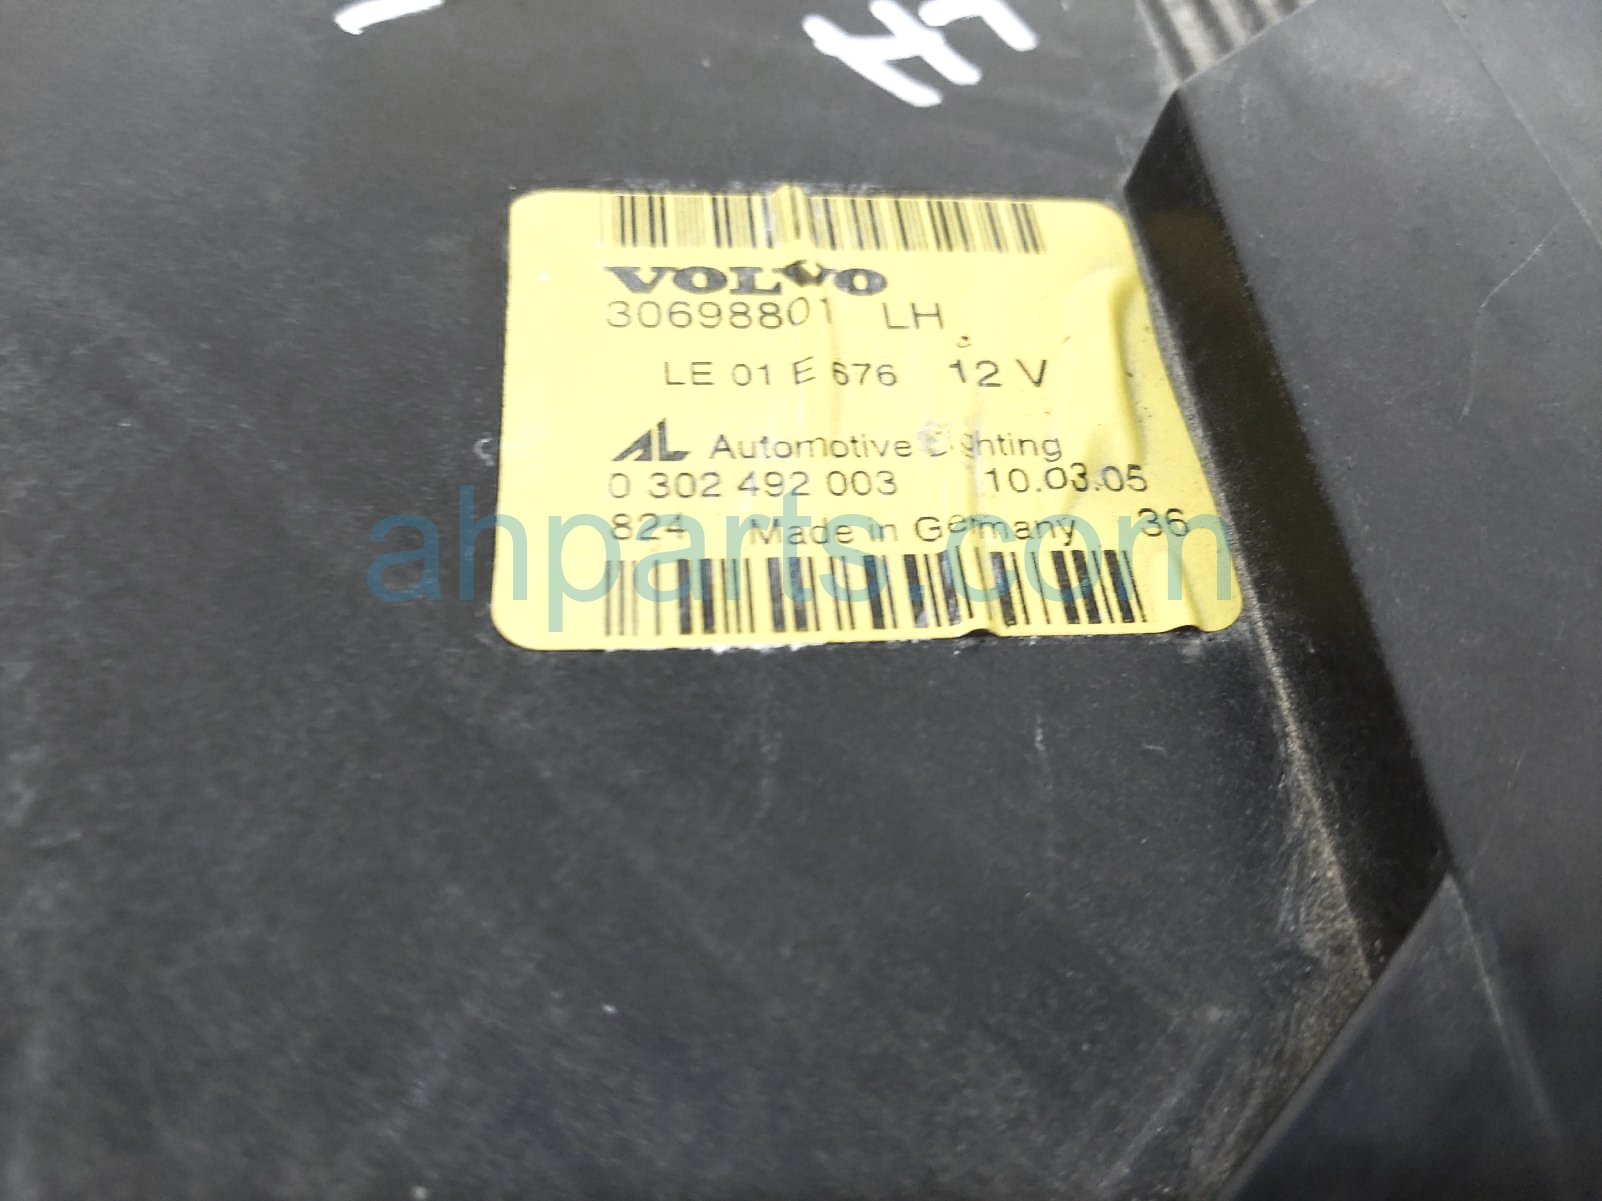 VOLVO
30698801 LH
LE 01 E 676 12 V
AL Automotive Lighting
0 302 492 003 10.03.05
824 Made in Germany 36
ahparts.com